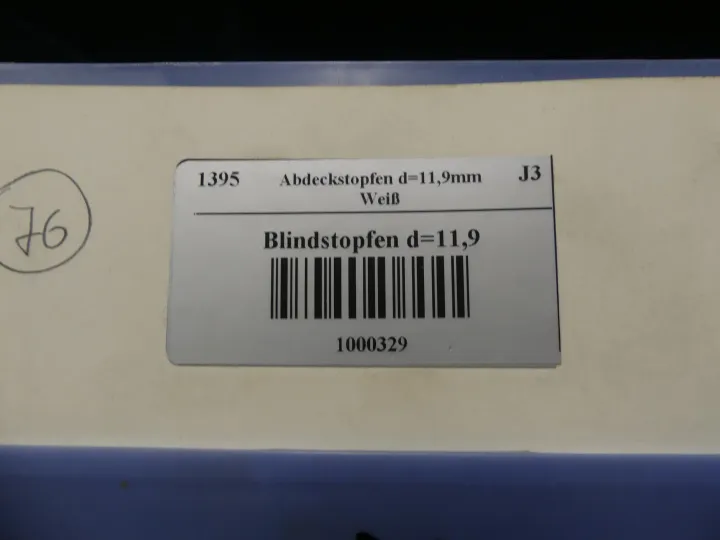 1395 Abdeckstopfen d=11,9mm J3
Weiß
76
Blindstopfen d=11,9
1000329